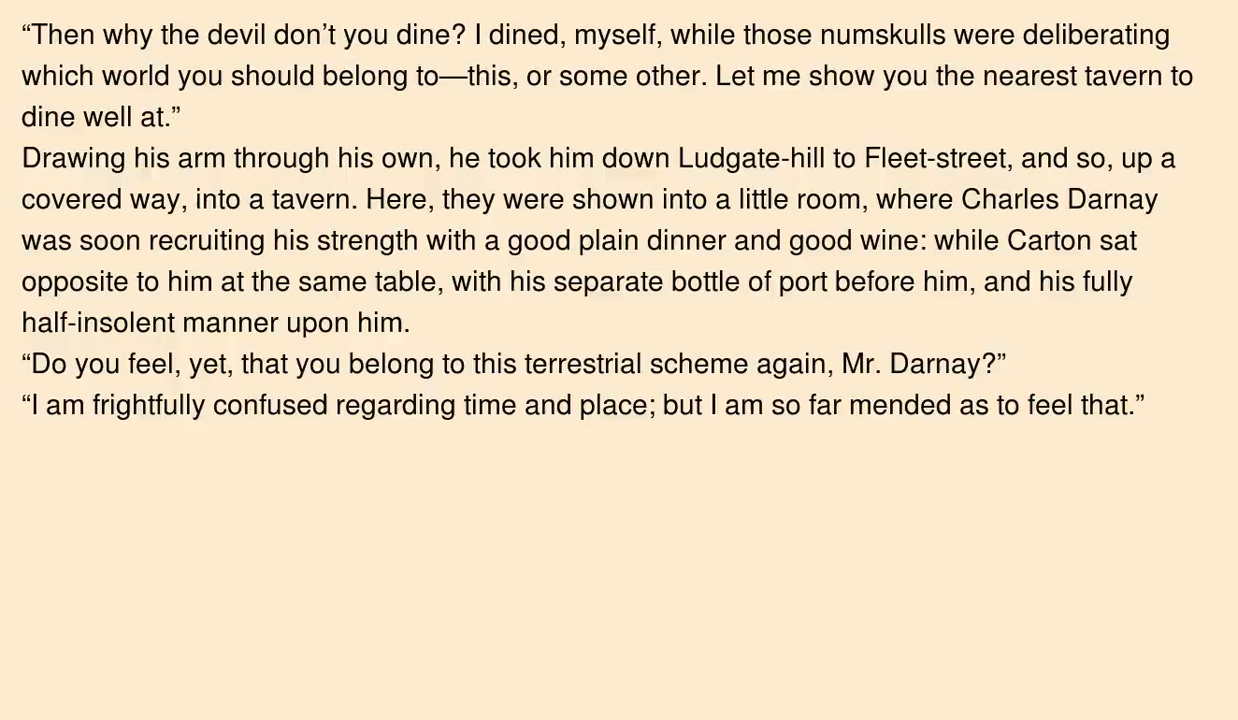 “Then why the devil don’t you dine? I dined, myself, while those numskulls were deliberating
which world you should belong to—this, or some other. Let me show you the nearest tavern to
dine well at.”
Drawing his arm through his own, he took him down Ludgate-hill to Fleet-street, and so, up a
covered way, into a tavern. Here, they were shown into a little room, where Charles Darnay
was soon recruiting his strength with a good plain dinner and good wine: while Carton sat
opposite to him at the same table, with his separate bottle of port before him, and his fully
half-insolent manner upon him.
“Do you feel, yet, that you belong to this terrestrial scheme again, Mr. Darnay?”
“I am frightfully confused regarding time and place; but I am so far mended as to feel that.”